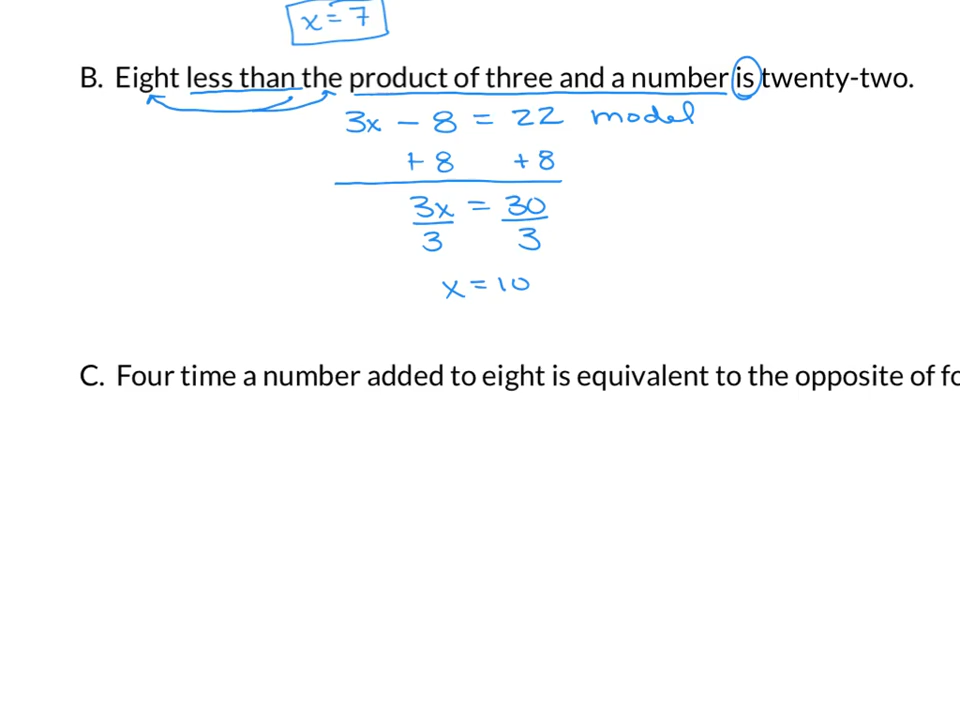 x = 7
B. Eight less than the product of three and a number is twenty-two.
3x − 8 = 22 model
+ 8 + 8
3x = 30
3 3
x = 10
C. Four time a number added to eight is equivalent to the opposite of